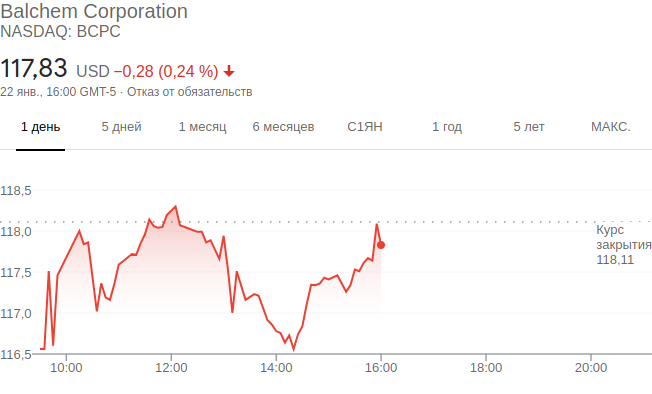 Balchem Corporation
NASDAQ: BCPC
117,83 USD −0,28 (0,24 %)
22 янв., 16:00 GMT-5 · Отказ от обязательств
1 день 5 дней 1 месяц 6 месяцев С1ЯН 1 год 5 лет МАКС.
118,5
118,0
117,5
117,0
116,5
Курс
закрытия
118,11
10:00 12:00 14:00 16:00 18:00 20:00